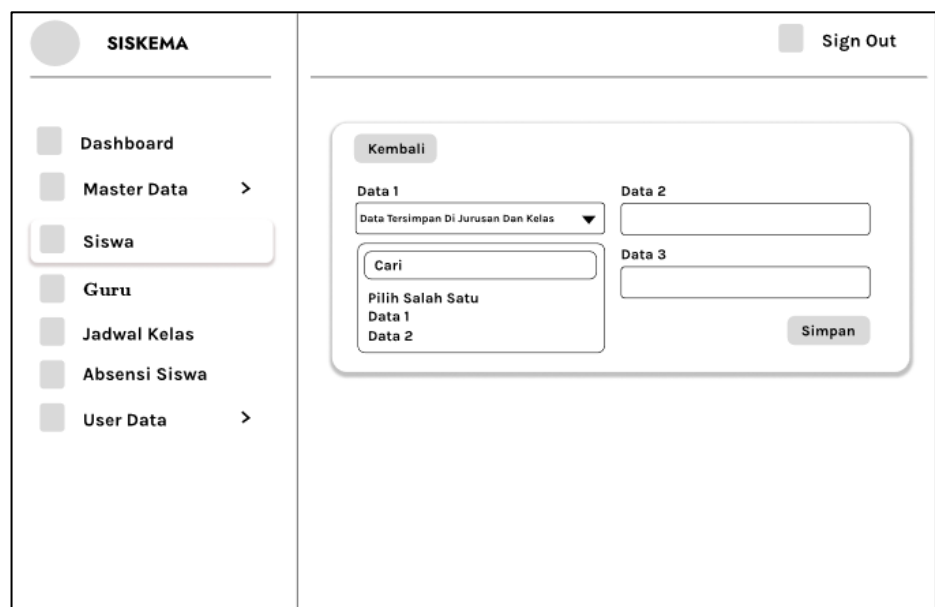 SISKEMA
Sign Out
Dashboard
Master Data
Siswa
Guru
Jadwal Kelas
Absensi Siswa
User Data
Kembali
Data 1
Data Tersimpan Di Jurusan Dan Kelas
Cari
Pilih Salah Satu
Data 1
Data 2
Data 2
Data 3
Simpan